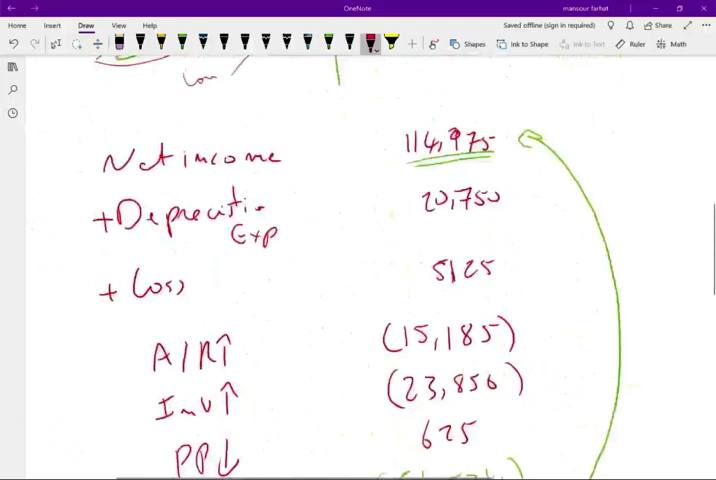 OneNote
mansour farhat
Home Insert Draw View Help
Saved offline (sign in required)
Share
Shapes Ink to Shape Ink to Text Ruler Math
Net income 114,975
+ Depreciation Exp 20,750
+ Loss 5125
A/R↑ (15,185)
Inv↑ (23,856)
PP↓ 625